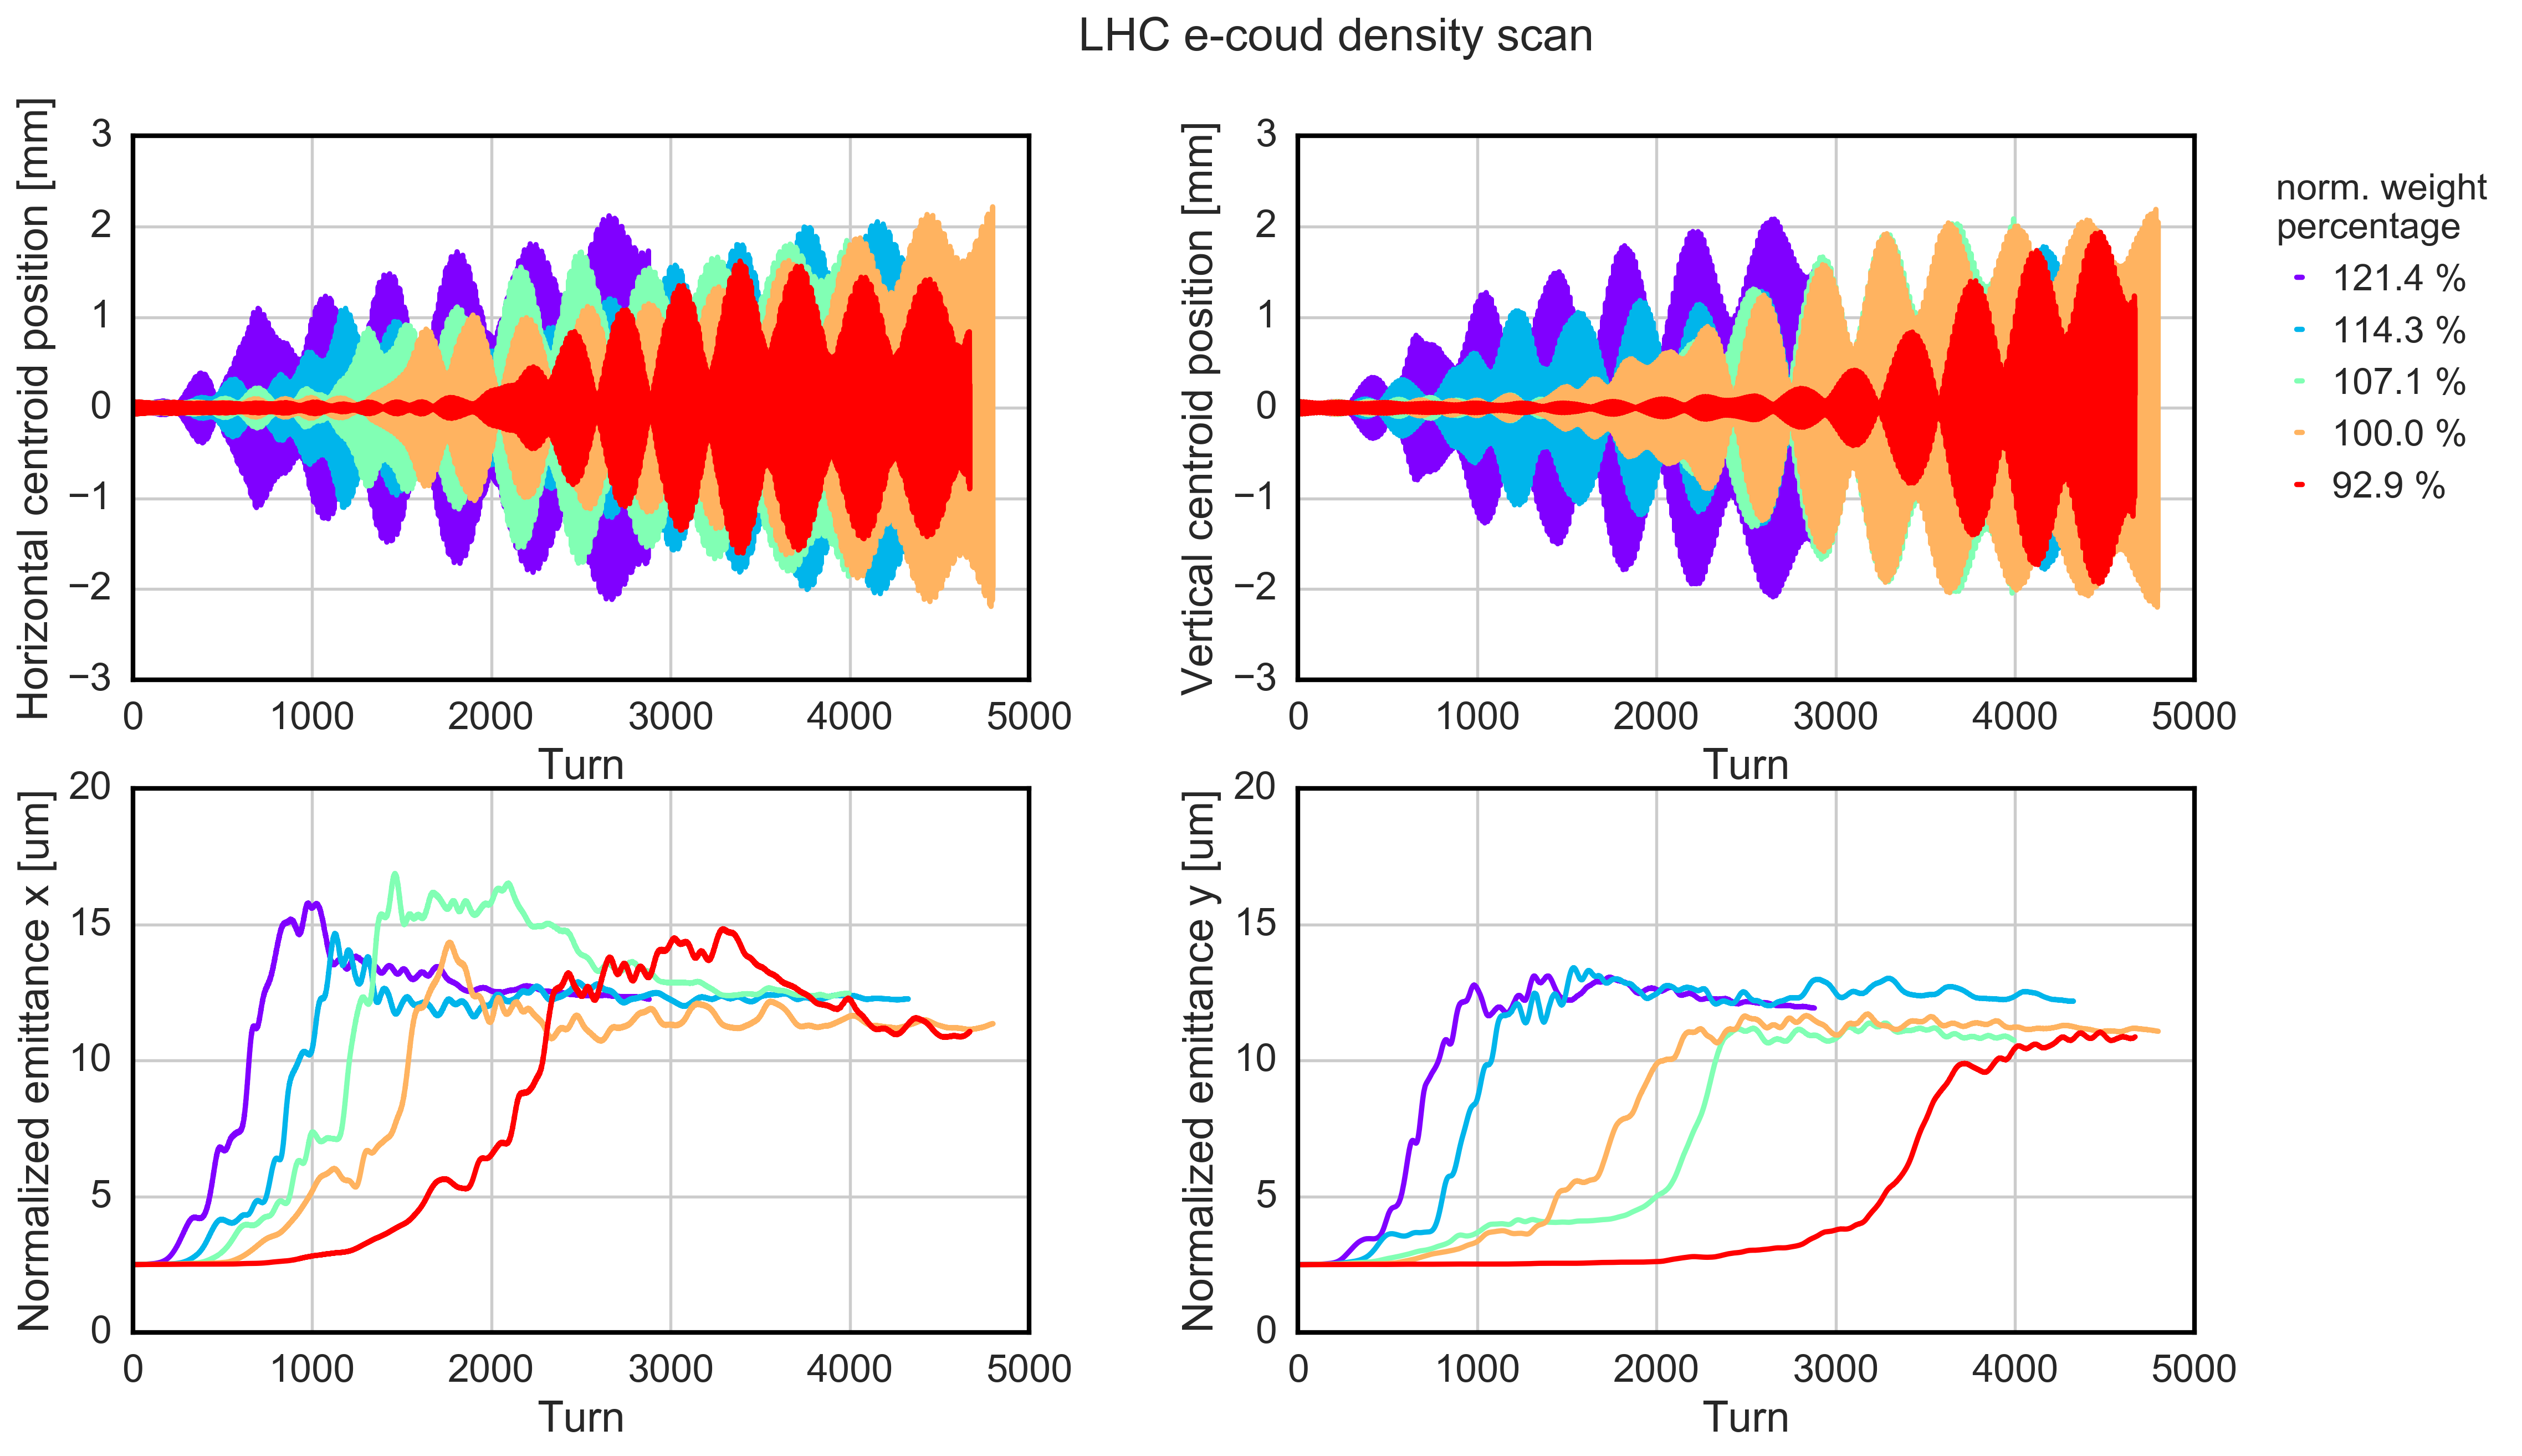 LHC e-coud density scan
Horizontal centroid position [mm]
3
2
1
0
−1
−2
−3
0 1000 2000 3000 4000 5000
Turn
Vertical centroid position [mm]
3
2
1
0
−1
−2
−3
0 1000 2000 3000 4000 5000
Turn
norm. weight
percentage
121.4 %
114.3 %
107.1 %
100.0 %
92.9 %
Normalized emittance x [um]
20
15
10
5
0
0 1000 2000 3000 4000 5000
Turn
Normalized emittance y [um]
20
15
10
5
0
0 1000 2000 3000 4000 5000
Turn